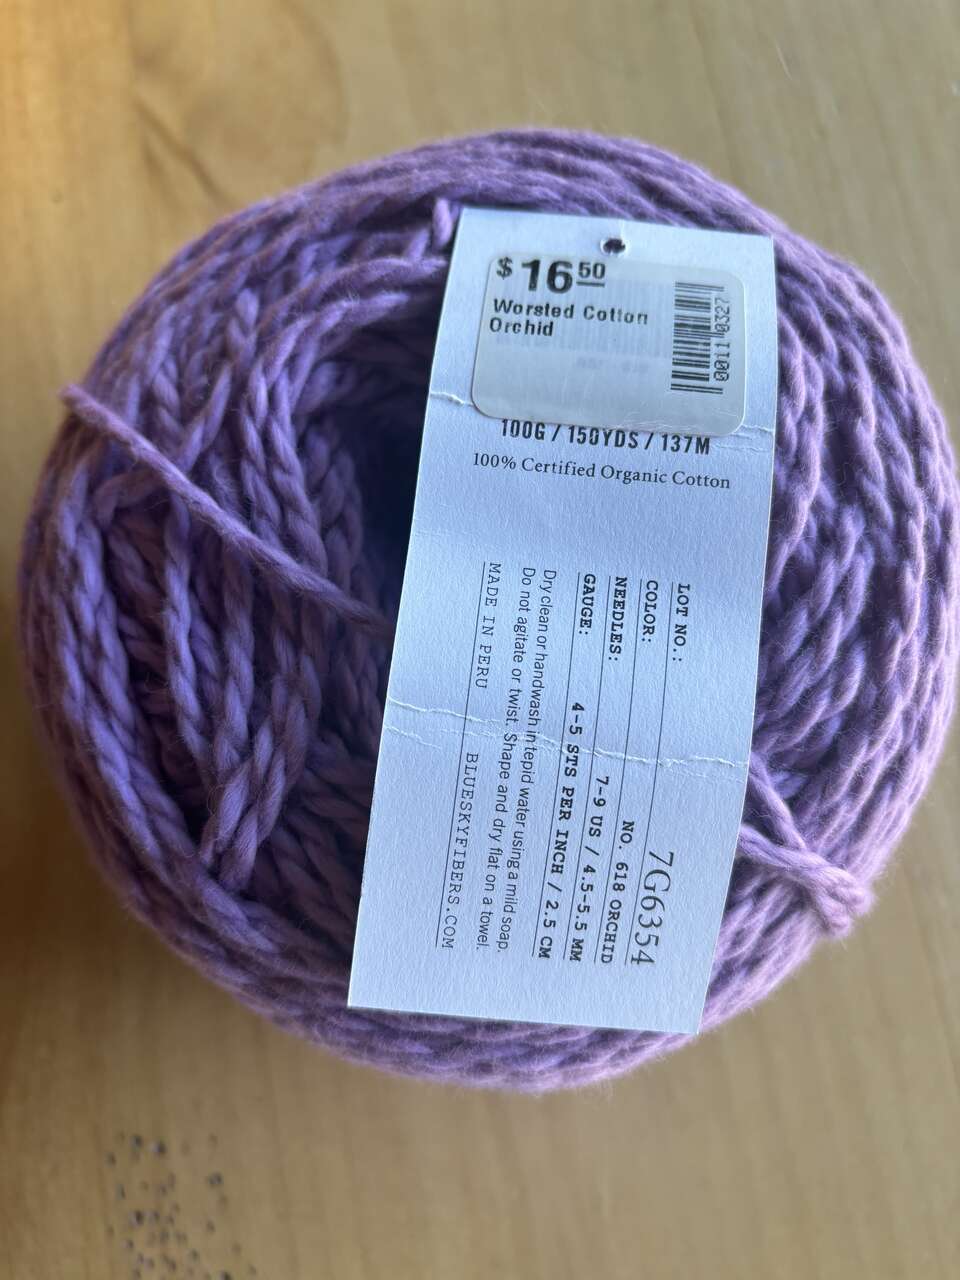 $ 16 50
Worsted Cotton
Orchid
00110327
100G / 150YDS / 137M
100% Certified Organic Cotton
LOT NO.: 7G6354
COLOR: NO. 618 ORCHID
NEEDLES: 7-9 US / 4.5-5.5 MM
GAUGE: 4-5 STS PER INCH / 2.5 CM
Dry clean or handwash in tepid water using a mild soap.
Do not agitate or twist. Shape and dry flat on a towel.
MADE IN PERU BLUESKYFIBERS.COM